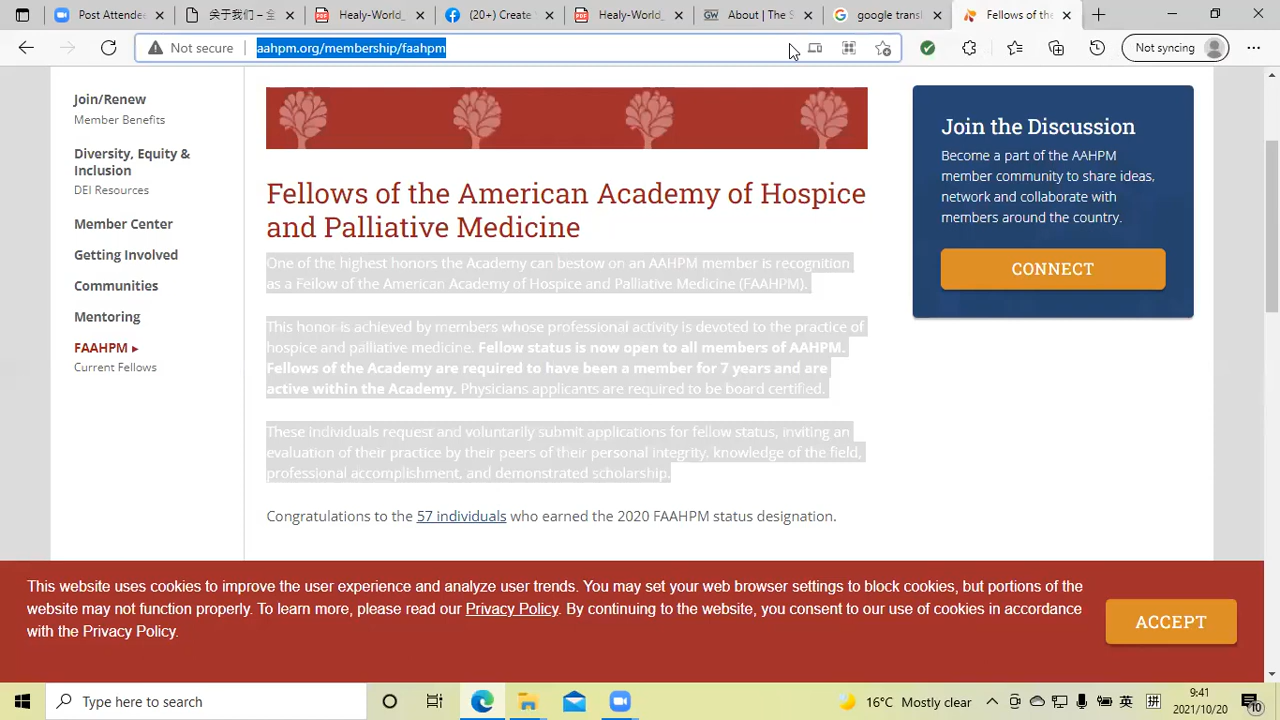 Post Attende
关于我们 - 全
Healy-World_
(20+) Create
Healy-World_
About | The S
google transl
Fellows of the
Not secure
aahpm.org/membership/faahpm
Not syncing
Join/Renew
Member Benefits
Diversity, Equity &
Inclusion
DEI Resources
Member Center
Getting Involved
Communities
Mentoring
FAAHPM ▸
Current Fellows
Fellows of the American Academy of Hospice
and Palliative Medicine
One of the highest honors the Academy can bestow on an AAHPM member is recognition
as a Fellow of the American Academy of Hospice and Palliative Medicine (FAAHPM).
This honor is achieved by members whose professional activity is devoted to the practice of
hospice and palliative medicine. Fellow status is now open to all members of AAHPM.
Fellows of the Academy are required to have been a member for 7 years and are
active within the Academy. Physicians applicants are required to be board certified.
These individuals request and voluntarily submit applications for fellow status, inviting an
evaluation of their practice by their peers of their personal integrity, knowledge of the field,
professional accomplishment, and demonstrated scholarship.
Congratulations to the 57 individuals who earned the 2020 FAAHPM status designation.
Join the Discussion
Become a part of the AAHPM
member community to share ideas,
network and collaborate with
members around the country.
CONNECT
This website uses cookies to improve the user experience and analyze user trends. You may set your web browser settings to block cookies, but portions of the
website may not function properly. To learn more, please read our Privacy Policy. By continuing to the website, you consent to our use of cookies in accordance
with the Privacy Policy.
ACCEPT
Type here to search
16°C Mostly clear
英
拼
9:41
2021/10/20
10